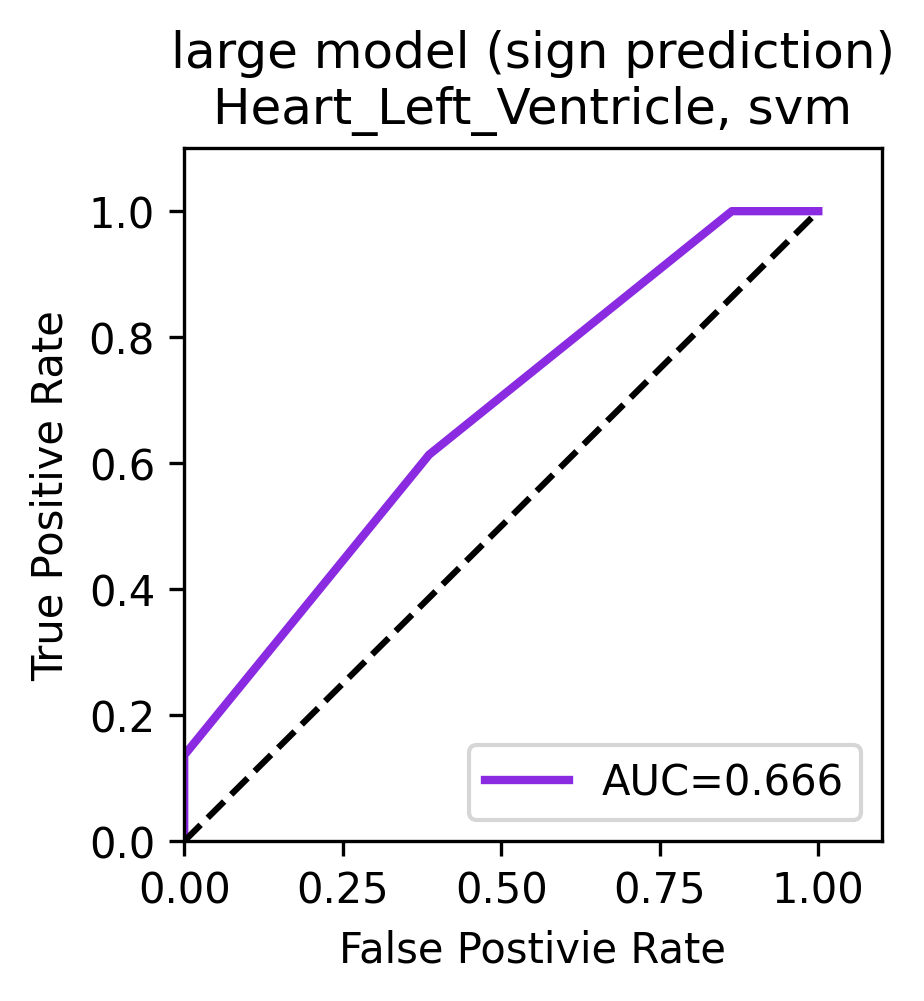 large model (sign prediction)
Heart_Left_Ventricle, svm
True Positive Rate
1.0
0.8
0.6
0.4
0.2
0.0
AUC=0.666
0.00 0.25 0.50 0.75 1.00
False Postivie Rate